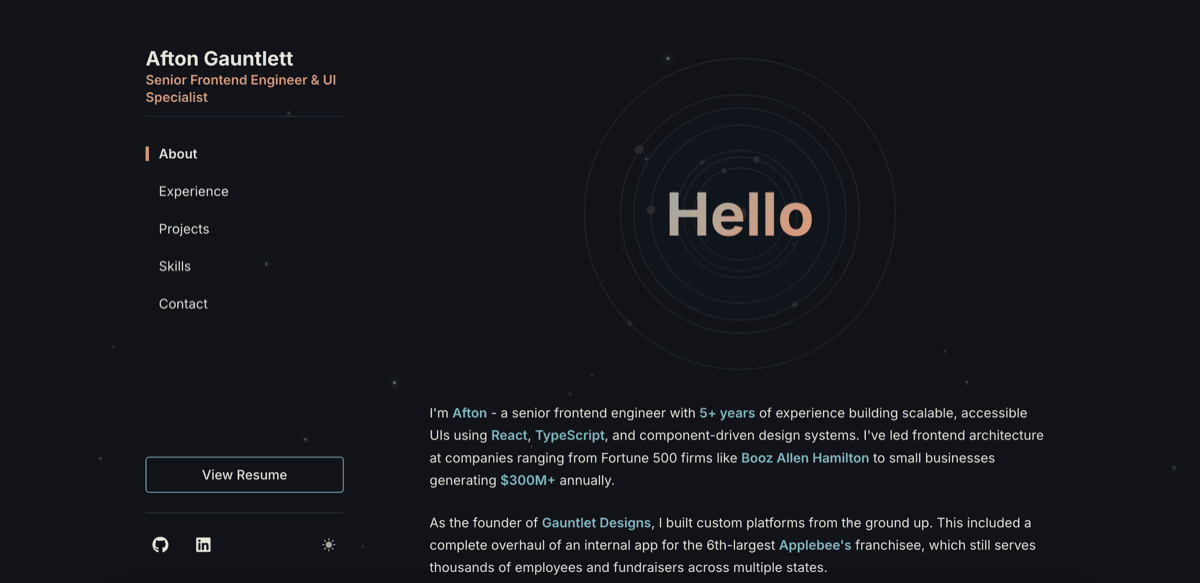 Afton Gauntlett
Senior Frontend Engineer & UI
Specialist
About
Experience
Projects
Skills
Contact
View Resume
in
Hello
I'm Afton - a senior frontend engineer with 5+ years of experience building scalable, accessible
UIs using React, TypeScript, and component-driven design systems. I've led frontend architecture
at companies ranging from Fortune 500 firms like Booz Allen Hamilton to small businesses
generating $300M+ annually.
As the founder of Gauntlet Designs, I built custom platforms from the ground up. This included a
complete overhaul of an internal app for the 6th-largest Applebee's franchisee, which still serves
thousands of employees and fundraisers across multiple states.